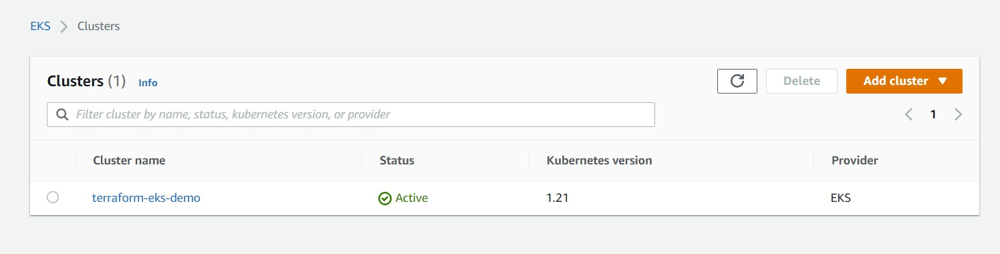 EKS > Clusters
Clusters (1) Info
Delete
Add cluster
Filter cluster by name, status, kubernetes version, or provider
1
Cluster name Status Kubernetes version Provider
terraform-eks-demo Active 1.21 EKS